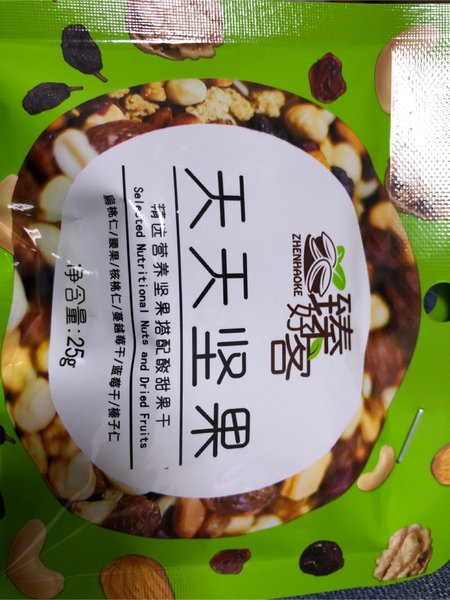 ZHENHAOKE
臻好客
天天坚果
精选营养坚果搭配酸甜果干
Selected Nutritional Nuts and Dried Fruits
扁桃仁/腰果/核桃仁/蔓越莓干/蓝莓干/榛子仁
净含量:25g